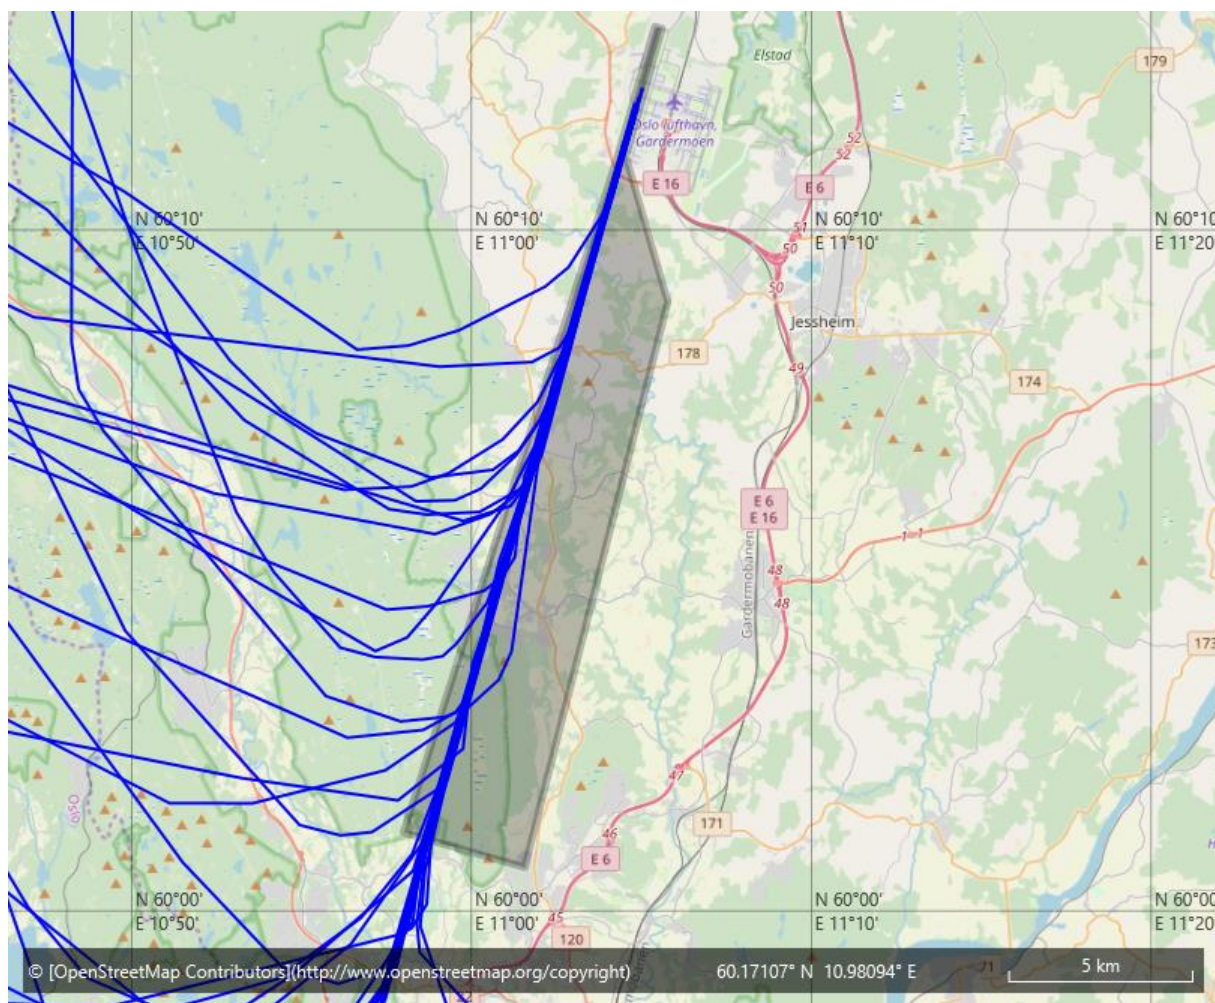 Elstad
179
Oslo lufthavn,
Gardermoen
52
52
E 16
E 6
N 60°10'
E 10°50'
N 60°10'
E 11°00'
N 60°10'
E 11°10'
N 60°10'
E 11°20'
51
50
50
Jessheim
178
49
174
E 6
E 16
Gardermobanen
48
48
173
47
Oslo
171
46
E 6
N 60°00'
E 10°50'
N 60°00'
E 11°00'
N 60°00'
E 11°10'
N 60°00'
E 11°20'
45
120
© [OpenStreetMap Contributors](http://www.openstreetmap.org/copyright)
60.17107° N 10.98094° E
5 km